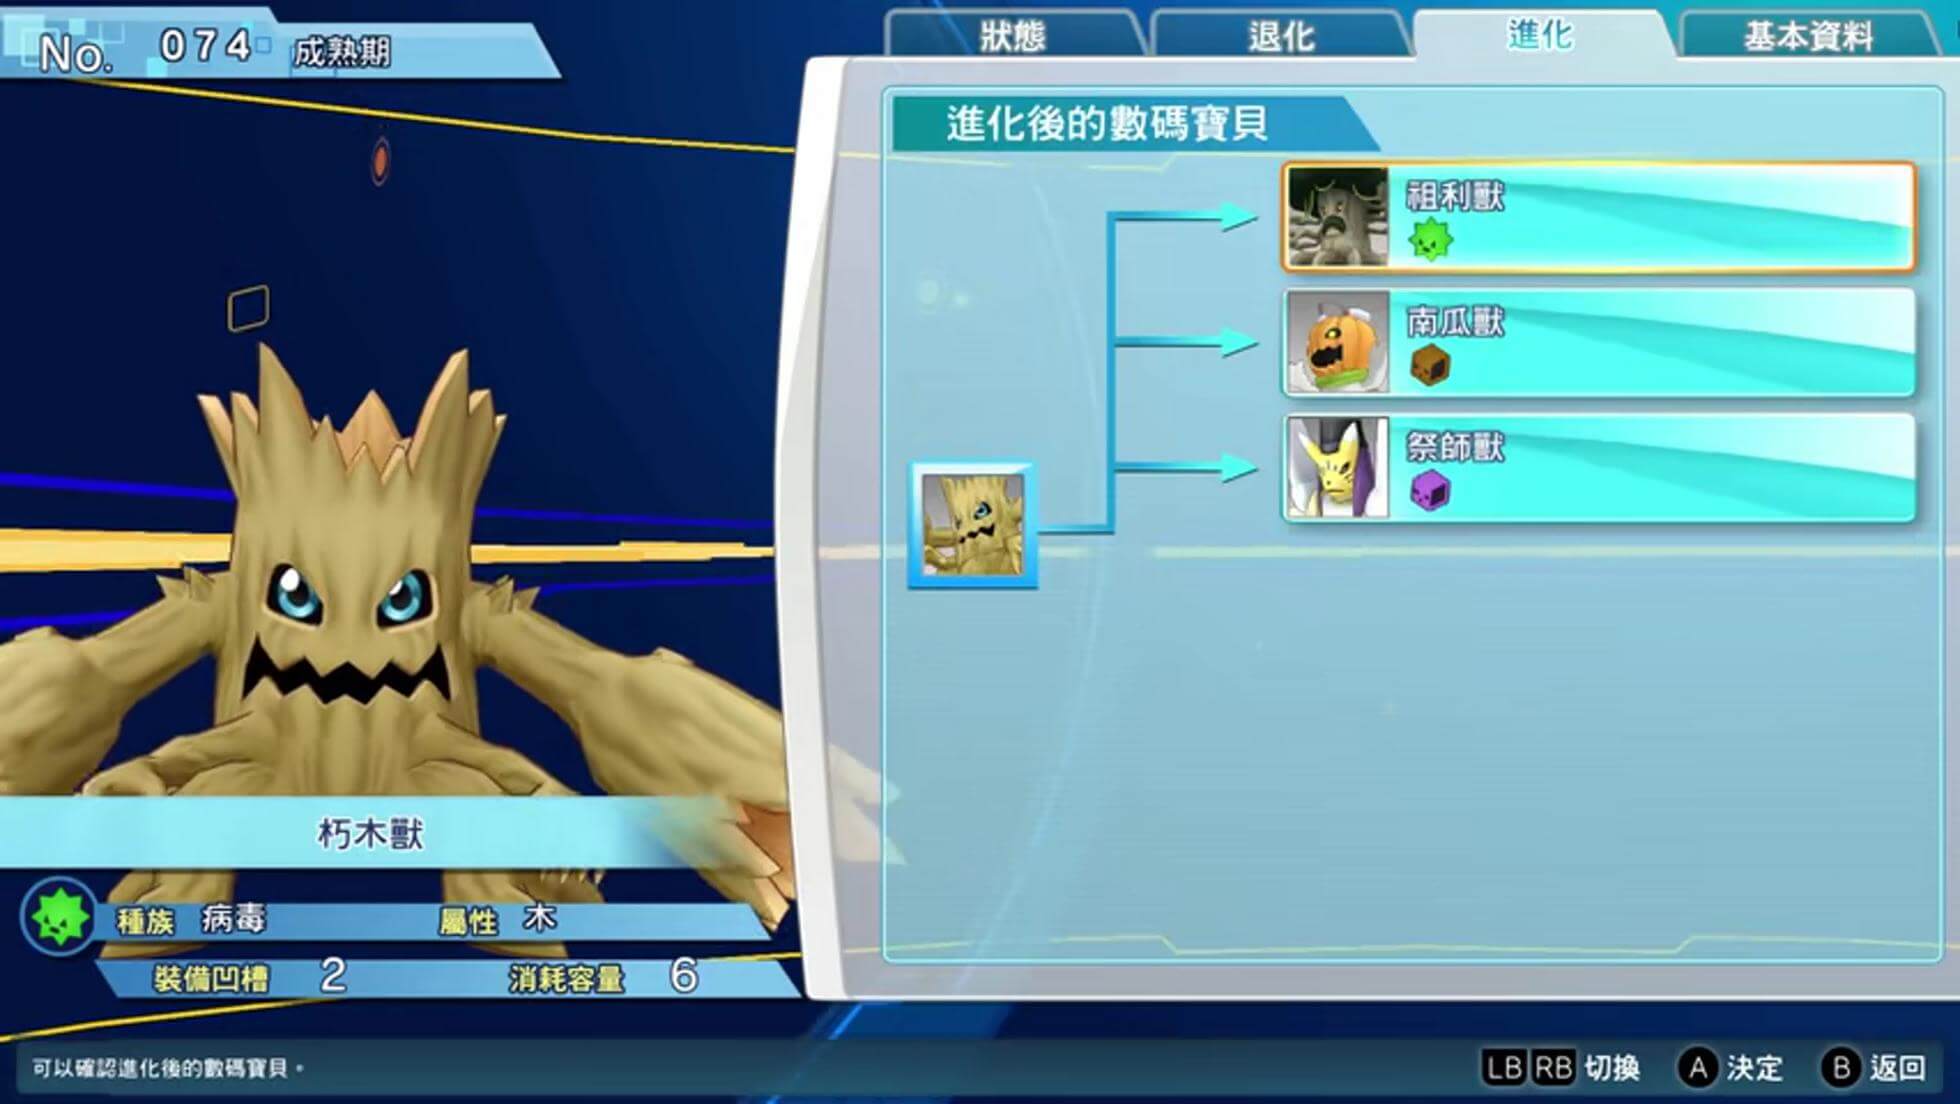 No. 074 成熟期
狀態 退化 進化 基本資料
進化後的數碼寶貝
祖利獸
南瓜獸
祭師獸
朽木獸
種族 病毒 屬性 木
裝備凹槽 2 消耗容量 6
可以確認進化後的數碼寶貝。
LB RB 切換 A 決定 B 返回